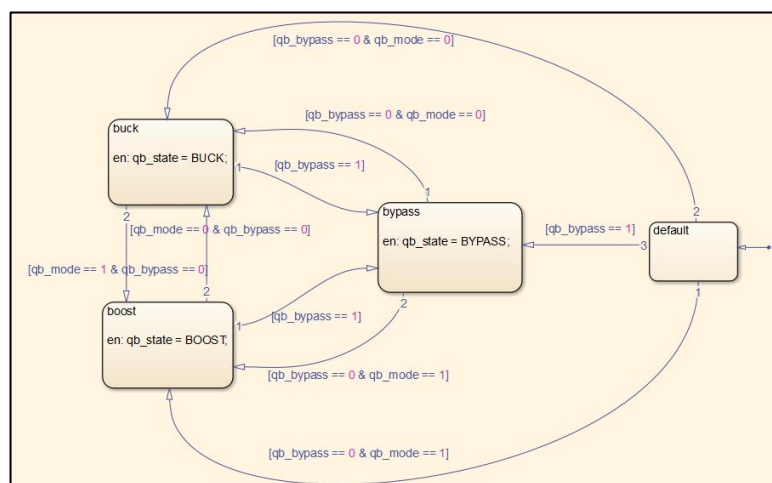 [qb_bypass == 0 & qb_mode == 0]
buck
en: qb_state = BUCK;
[qb_bypass == 0 & qb_mode == 0]
1
[qb_bypass == 1]
1
2
bypass
en: qb_state = BYPASS;
[qb_bypass == 1]
3
2
default
[qb_mode == 0 & qb_bypass == 0]
[qb_mode == 1 & qb_bypass == 0]
2
1
boost
en: qb_state = BOOST;
1
[qb_bypass == 1]
2
[qb_bypass == 0 & qb_mode == 1]
[qb_bypass == 0 & qb_mode == 1]